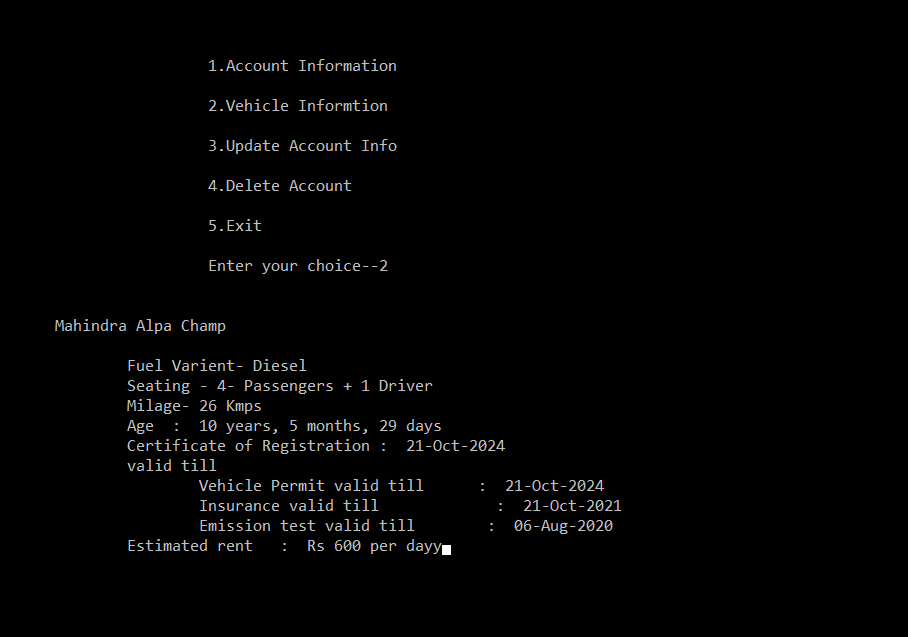 1.Account Information
2.Vehicle Informtion
3.Update Account Info
4.Delete Account
5.Exit
Enter your choice--2
Mahindra Alpa Champ
Fuel Varient- Diesel
Seating - 4- Passengers + 1 Driver
Milage- 26 Kmps
Age  :  10 years, 5 months, 29 days
Certificate of Registration :  21-Oct-2024
valid till
Vehicle Permit valid till      :  21-Oct-2024
Insurance valid till             :  21-Oct-2021
Emission test valid till        :  06-Aug-2020
Estimated rent   :  Rs 600 per dayy